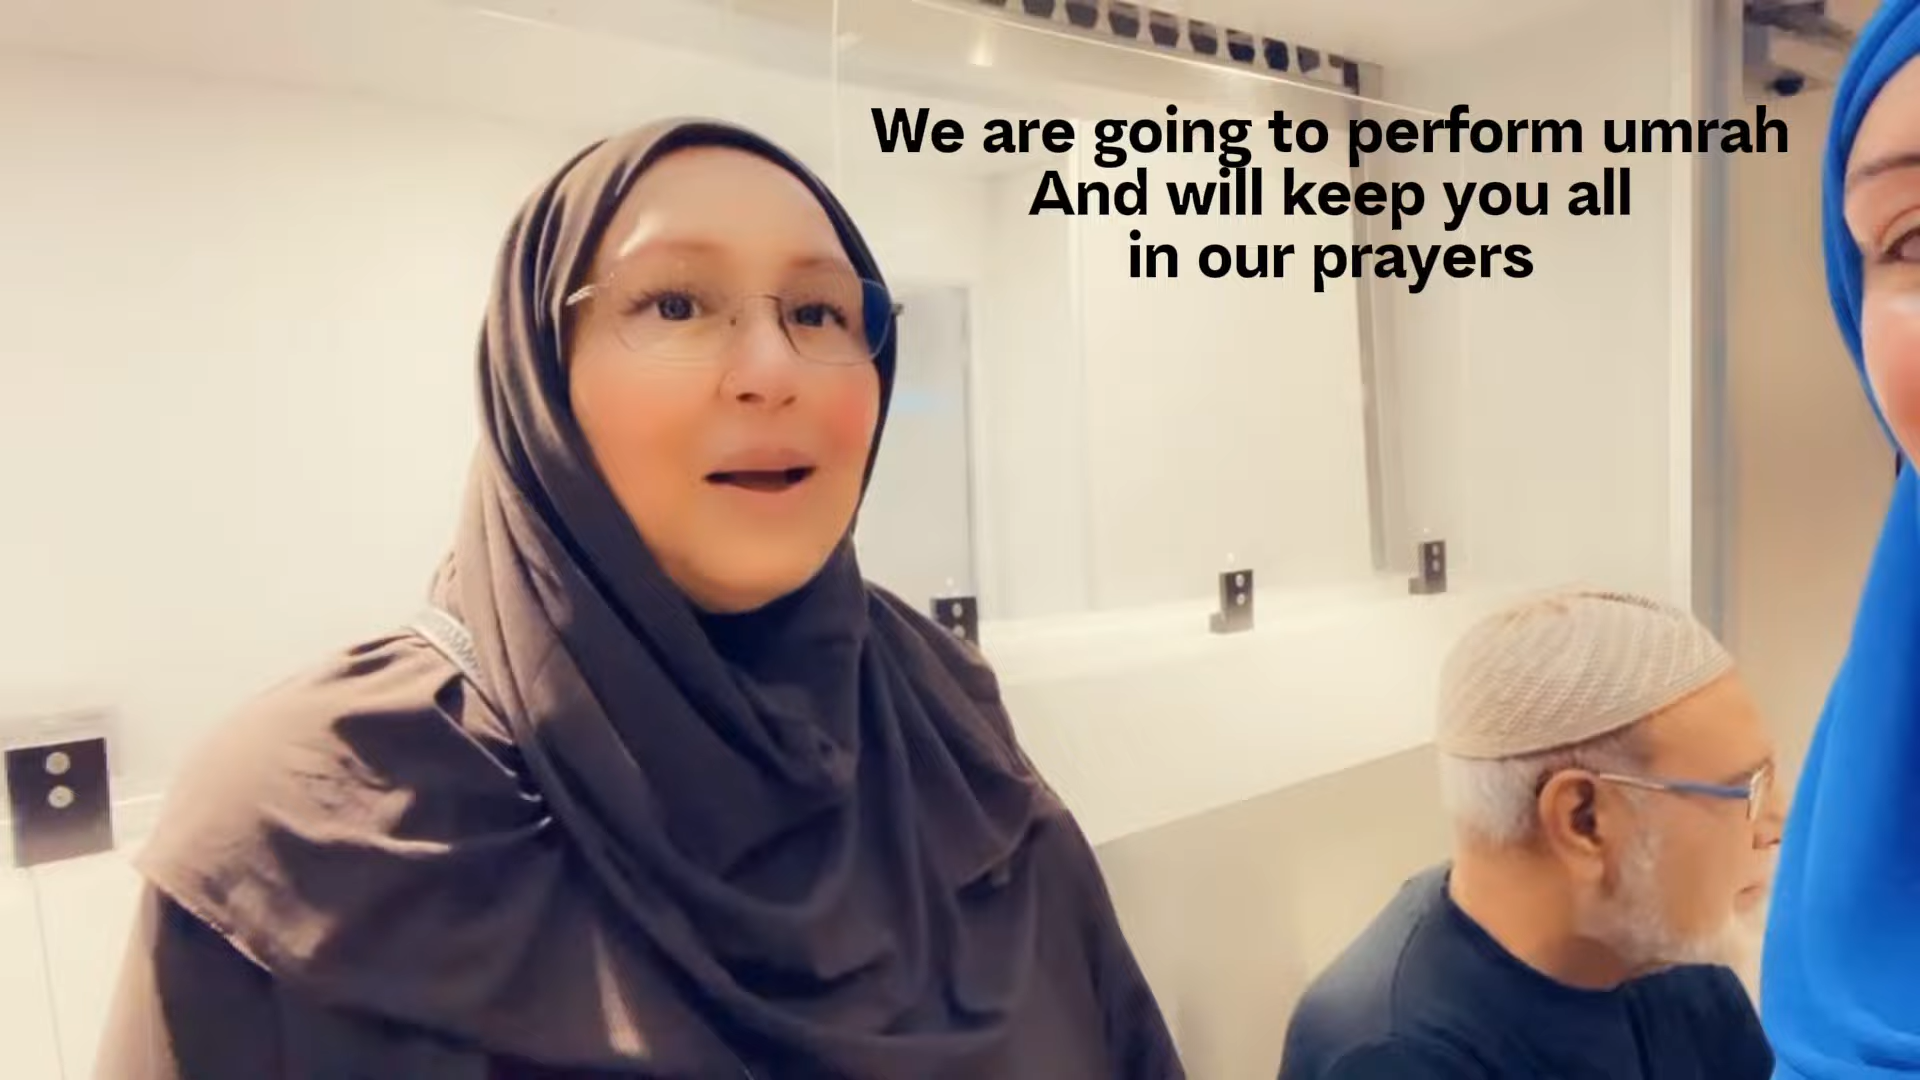 We are going to perform umrah
And will keep you all
in our prayers